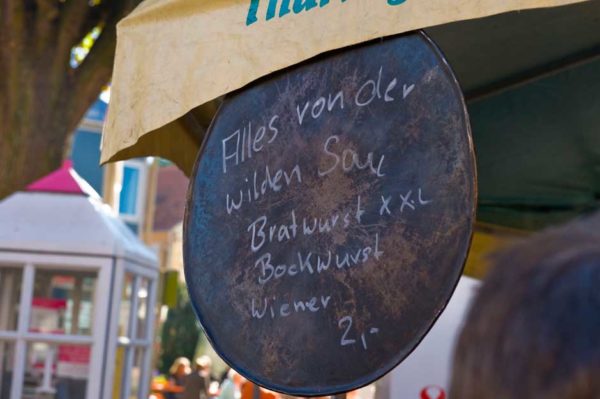 Alles von der
wilden Sau
Bratwurst XXL
Bockwurst
Wiener
2,-